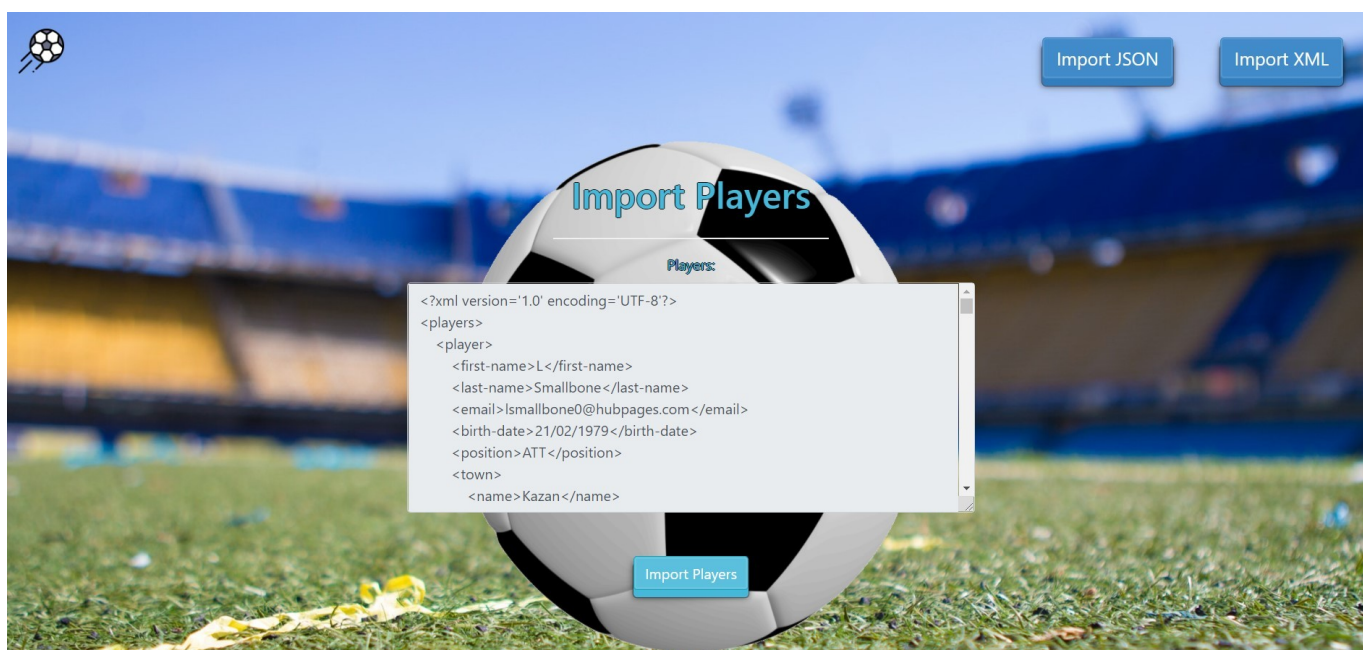 Import JSON
Import XML
Import Players
Players:
<?xml version='1.0' encoding='UTF-8'?>
<players>
<player>
<first-name>L</first-name>
<last-name>Smallbone</last-name>
<email>lsmallbone0@hubpages.com</email>
<birth-date>21/02/1979</birth-date>
<position>ATT</position>
<town>
<name>Kazan</name>
Import Players